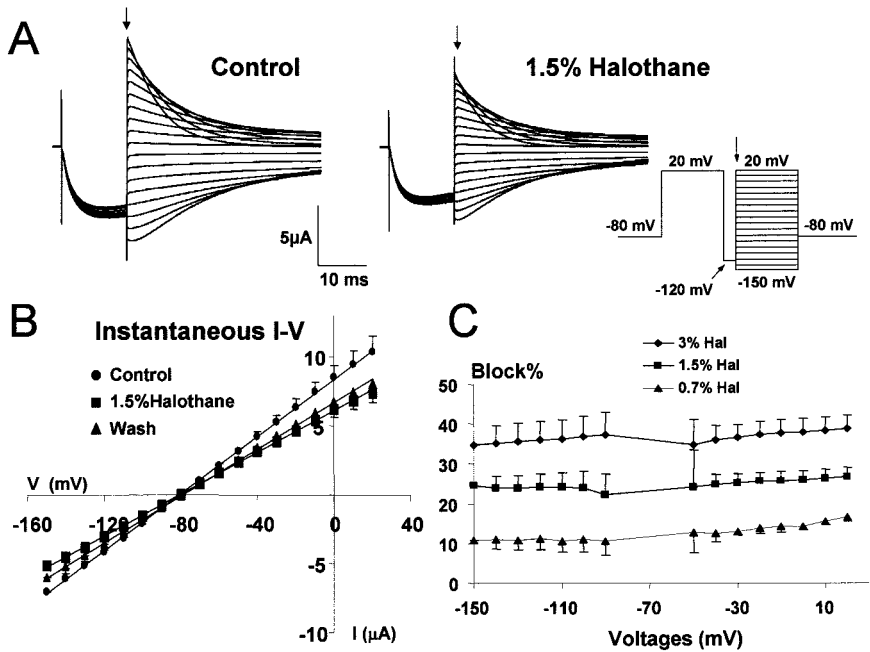 A
Control
1.5% Halothane
5µA
10 ms
20 mV
20 mV
-80 mV
-80 mV
-120 mV
-150 mV
B
Instantaneous I-V
Control
1.5%Halothane
Wash
V (mV)
-160
-120
-80
-40
0
40
10
5
-5
-10
I (µA)
C
3% Hal
1.5% Hal
0.7% Hal
Block%
50
40
30
20
10
0
-150
-110
-70
-30
10
Voltages (mV)